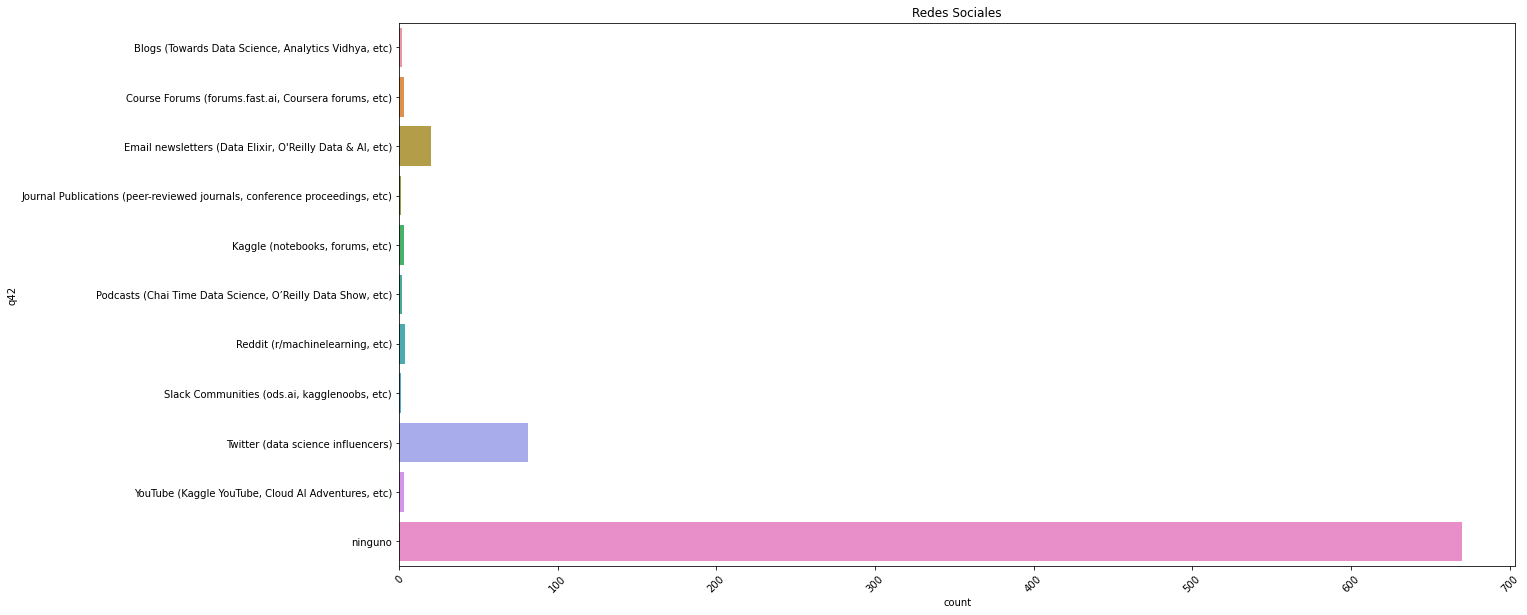 Redes Sociales
Blogs (Towards Data Science, Analytics Vidhya, etc)
Course Forums (forums.fast.ai, Coursera forums, etc)
Email newsletters (Data Elixir, O'Reilly Data & AI, etc)
Journal Publications (peer-reviewed journals, conference proceedings, etc)
Kaggle (notebooks, forums, etc)
Podcasts (Chai Time Data Science, O’Reilly Data Show, etc)
Reddit (r/machinelearning, etc)
Slack Communities (ods.ai, kagglenoobs, etc)
Twitter (data science influencers)
YouTube (Kaggle YouTube, Cloud AI Adventures, etc)
ninguno
q42
0 100 200 300 400 500 600 700
count